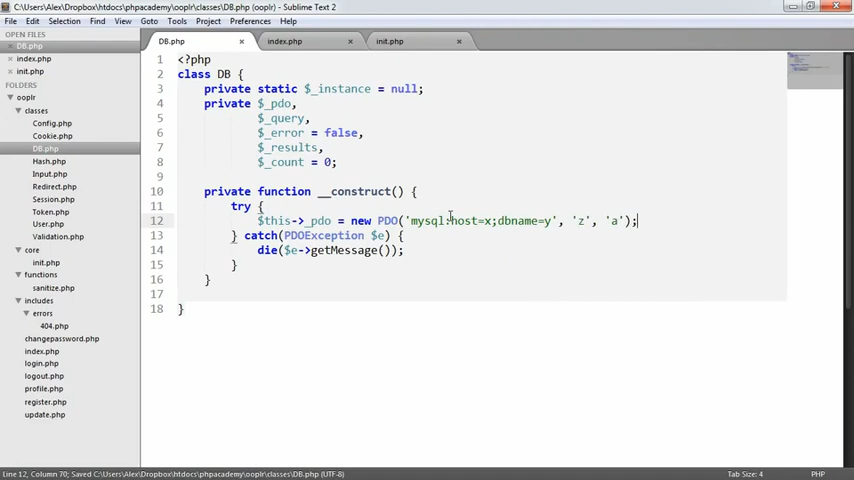 C:\Users\Alex\Dropbox\htdocs\phpacademy\ooplr\classes\DB.php (ooplr) - Sublime Text 2
File Edit Selection Find View Goto Tools Project Preferences Help
OPEN FILES
DB.php
index.php
init.php
FOLDERS
ooplr
classes
Config.php
Cookie.php
DB.php
Hash.php
Input.php
Redirect.php
Session.php
Token.php
User.php
Validation.php
core
init.php
functions
sanitize.php
includes
errors
404.php
changepassword.php
index.php
login.php
logout.php
profile.php
register.php
update.php
DB.php index.php init.php
1 <?php
2 class DB {
3 private static $_instance = null;
4 private $_pdo,
5 $_query,
6 $_error = false,
7 $_results,
8 $_count = 0;
9
10 private function __construct() {
11 try {
12 $this->_pdo = new PDO('mysql:host=x;dbname=y', 'z', 'a');
13 } catch(PDOException $e) {
14 die($e->getMessage());
15 }
16 }
17
18 }
Line 12, Column 70; Saved C:\Users\Alex\Dropbox\htdocs\phpacademy\ooplr\classes\DB.php (UTF-8)
Tab Size: 4
PHP